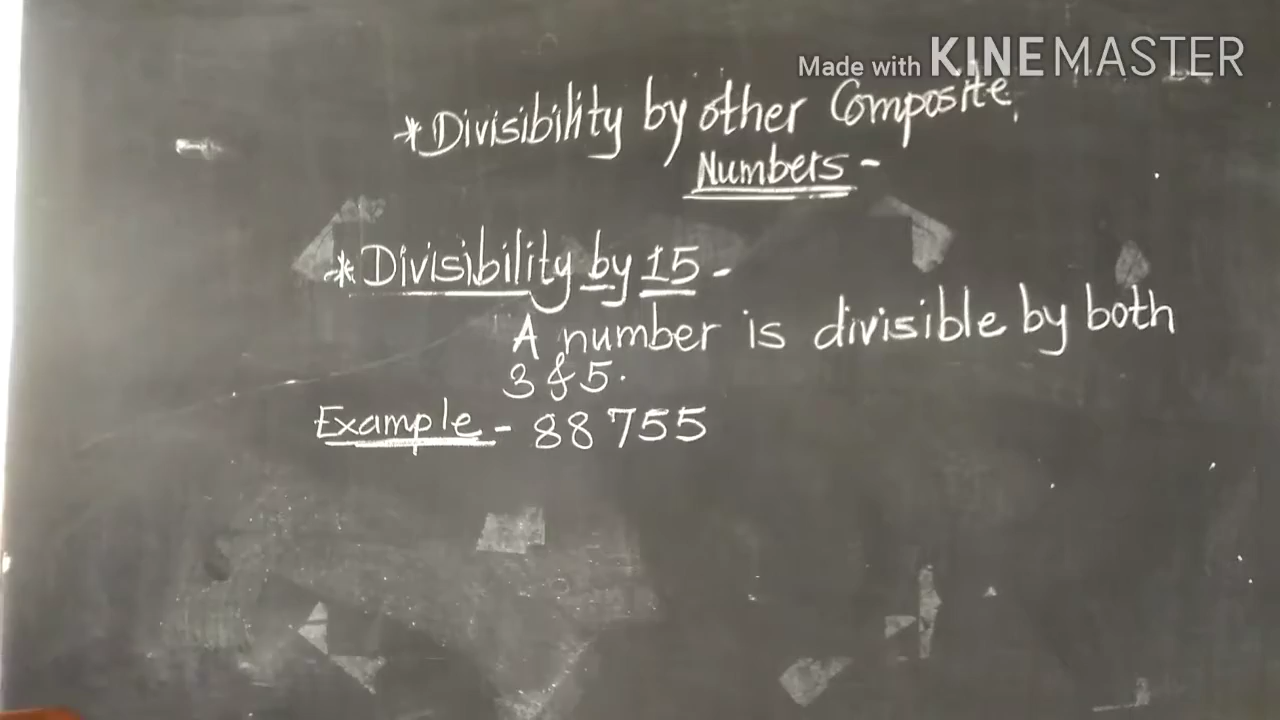 Made with KINEMASTER
* Divisibility by other Composite
Numbers -
* Divisibility by 15 -
A number is divisible by both
3 & 5.
Example - 88755